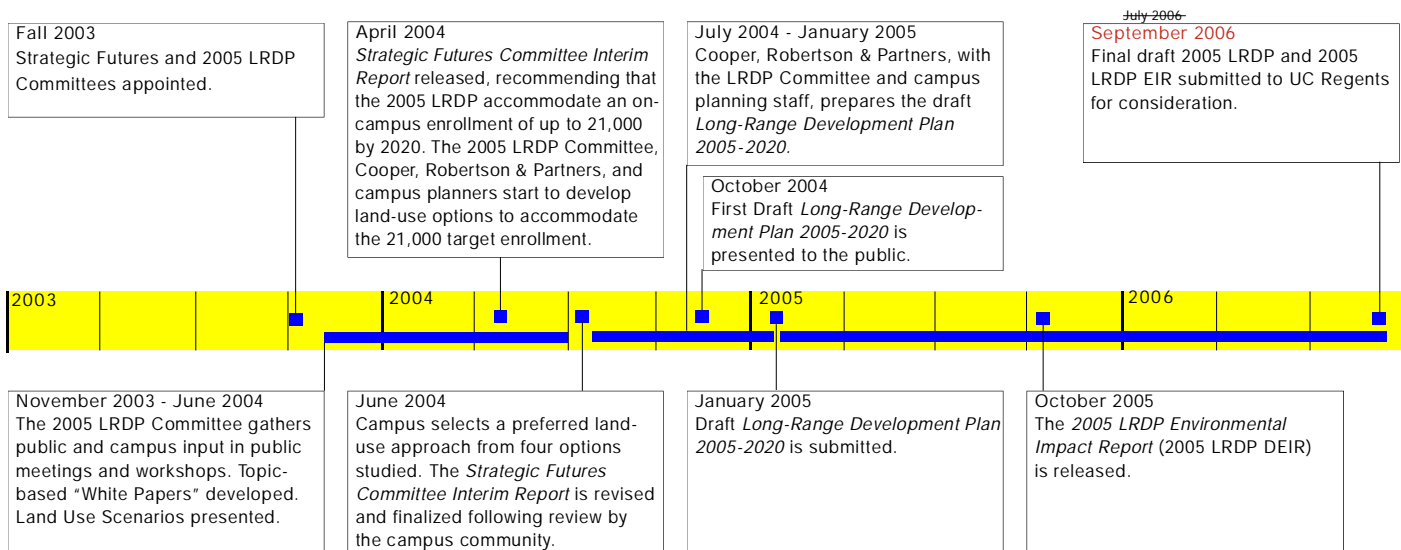 Fall 2003
Strategic Futures and 2005 LRDP
Committees appointed.
April 2004
Strategic Futures Committee Interim
Report released, recommending that
the 2005 LRDP accommodate an on-
campus enrollment of up to 21,000
by 2020. The 2005 LRDP Committee,
Cooper, Robertson & Partners, and
campus planners start to develop
land-use options to accommodate
the 21,000 target enrollment.
July 2004 - January 2005
Cooper, Robertson & Partners, with
the LRDP Committee and campus
planning staff, prepares the draft
Long-Range Development Plan
2005-2020.
October 2004
First Draft Long-Range Develop-
ment Plan 2005-2020 is
presented to the public.
July 2006
September 2006
Final draft 2005 LRDP and 2005
LRDP EIR submitted to UC Regents
for consideration.
2003
2004
2005
2006
November 2003 - June 2004
The 2005 LRDP Committee gathers
public and campus input in public
meetings and workshops. Topic-
based “White Papers” developed.
Land Use Scenarios presented.
June 2004
Campus selects a preferred land-
use approach from four options
studied. The Strategic Futures
Committee Interim Report is revised
and finalized following review by
the campus community.
January 2005
Draft Long-Range Development Plan
2005-2020 is submitted.
October 2005
The 2005 LRDP Environmental
Impact Report (2005 LRDP DEIR)
is released.